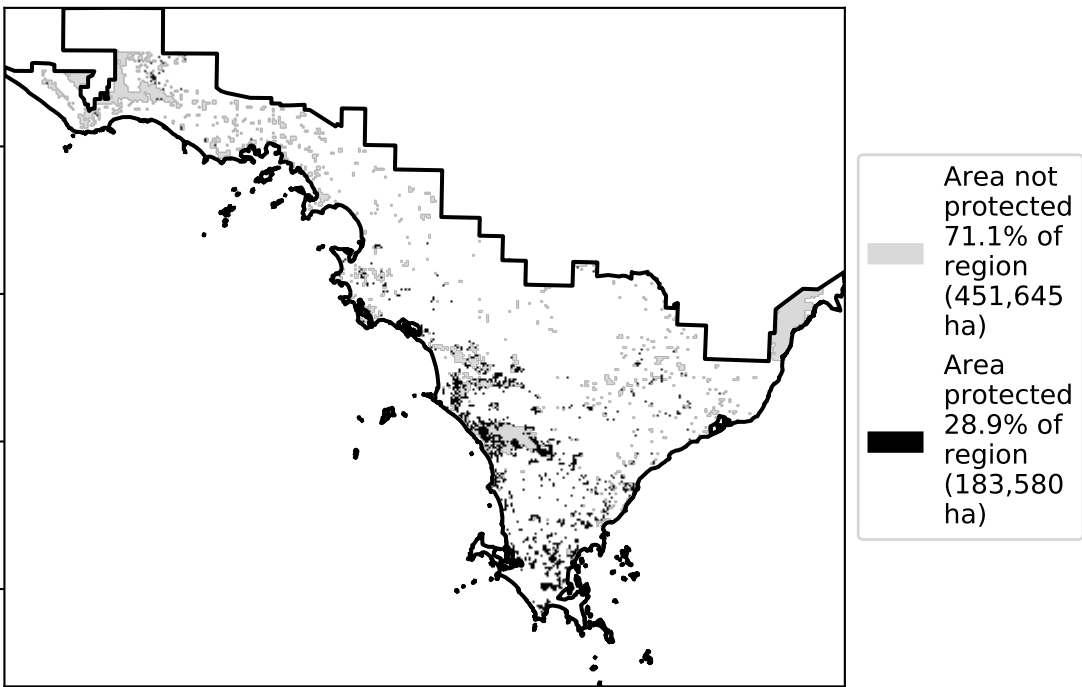 Area not
protected
71.1% of
region
(451,645
ha)
Area
protected
28.9% of
region
(183,580
ha)